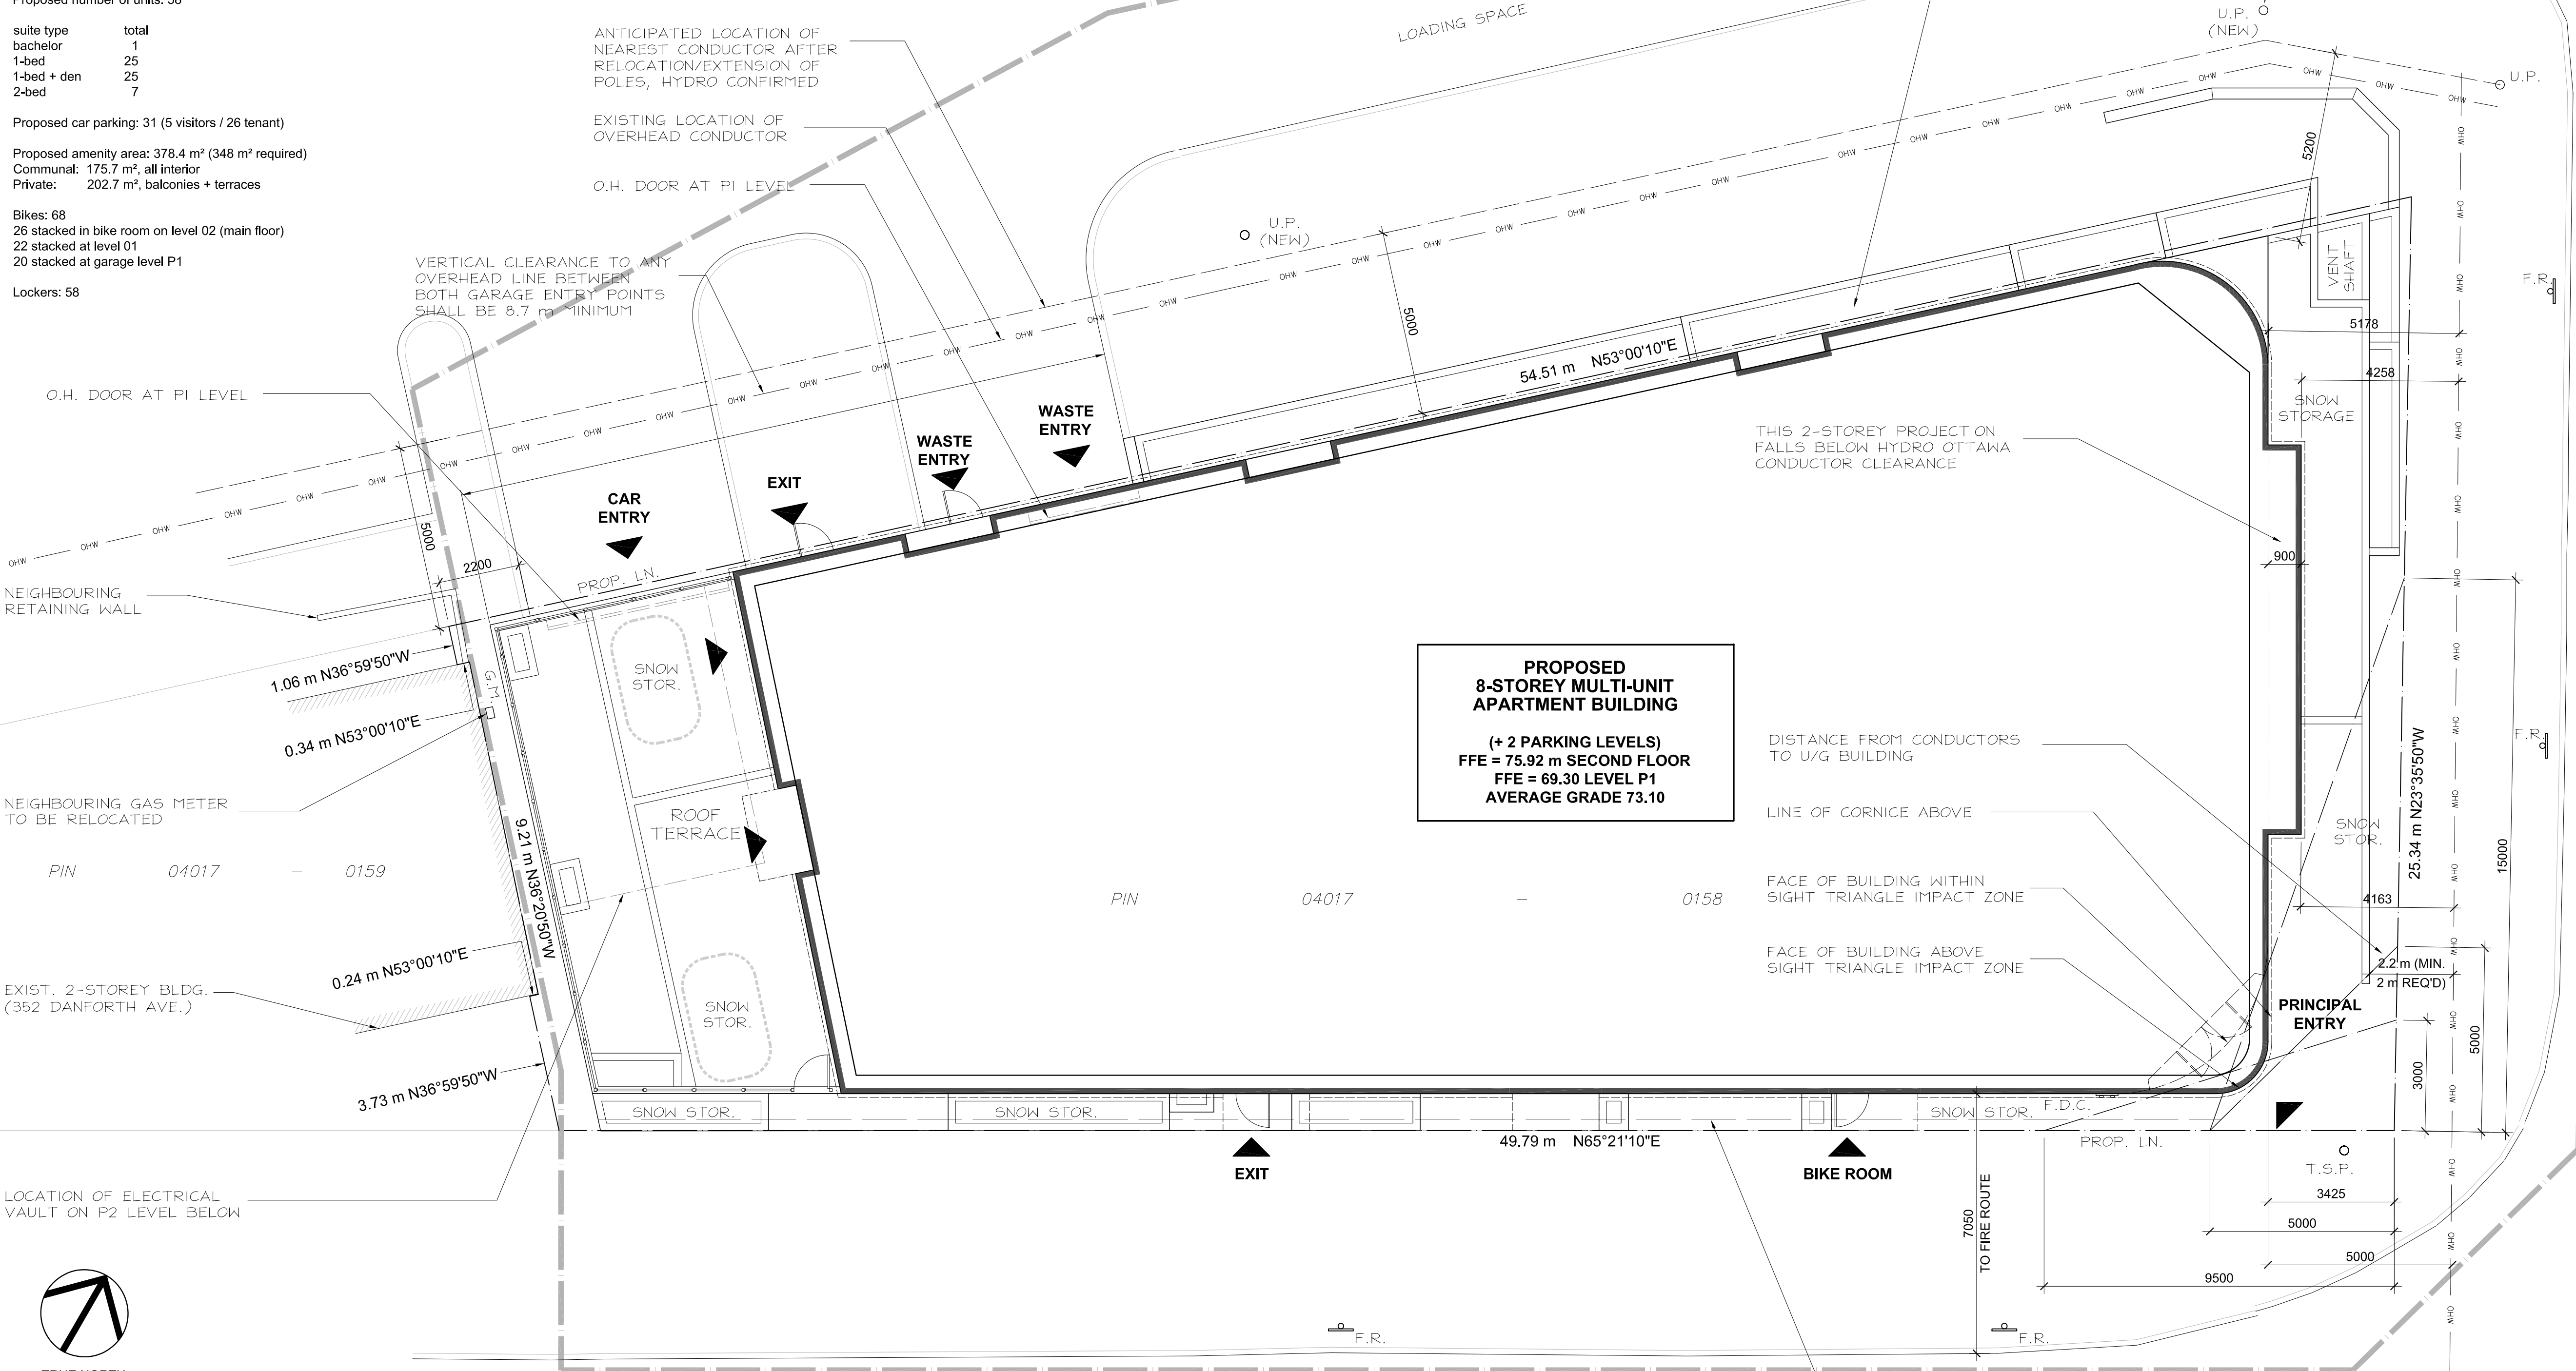 Proposed number of units: 58
suite type total
bachelor 1
1-bed 25
1-bed + den 25
2-bed 7
Proposed car parking: 31 (5 visitors / 26 tenant)
Proposed amenity area: 378.4 m² (348 m² required)
Communal: 175.7 m², all interior
Private: 202.7 m², balconies + terraces
Bikes: 68
26 stacked in bike room on level 02 (main floor)
22 stacked at level 01
20 stacked at garage level P1
Lockers: 58
ANTICIPATED LOCATION OF
NEAREST CONDUCTOR AFTER
RELOCATION/EXTENSION OF
POLES, HYDRO CONFIRMED
EXISTING LOCATION OF
OVERHEAD CONDUCTOR
O.H. DOOR AT P1 LEVEL
VERTICAL CLEARANCE TO ANY
OVERHEAD LINE BETWEEN
BOTH GARAGE ENTRY POINTS
SHALL BE 8.7 m MINIMUM
O.H. DOOR AT P1 LEVEL
LOADING SPACE
U.P.
(NEW)
U.P.
U.P.
(NEW)
OHW
5200
5000
VENT
SHAFT
F.R.
5178
4258
SNOW
STORAGE
54.51 m N53°00'10"E
WASTE
ENTRY
WASTE
ENTRY
EXIT
CAR
ENTRY
THIS 2-STOREY PROJECTION
FALLS BELOW HYDRO OTTAWA
CONDUCTOR CLEARANCE
900
5000
2200
PROP. LN.
NEIGHBOURING
RETAINING WALL
1.06 m N36°59'50"W
G.M.
0.34 m N53°00'10"E
SNOW
STOR.
NEIGHBOURING GAS METER
TO BE RELOCATED
ROOF
TERRACE
9.21 m N36°20'50"W
PIN 04017 - 0159
0.24 m N53°00'10"E
EXIST. 2-STOREY BLDG.
(352 DANFORTH AVE.)
SNOW
STOR.
3.73 m N36°59'50"W
LOCATION OF ELECTRICAL
VAULT ON P2 LEVEL BELOW
PROPOSED
8-STOREY MULTI-UNIT
APARTMENT BUILDING
(+ 2 PARKING LEVELS)
FFE = 75.92 m SECOND FLOOR
FFE = 69.30 LEVEL P1
AVERAGE GRADE 73.10
PIN 04017 - 0158
DISTANCE FROM CONDUCTORS
TO U/G BUILDING
LINE OF CORNICE ABOVE
FACE OF BUILDING WITHIN
SIGHT TRIANGLE IMPACT ZONE
FACE OF BUILDING ABOVE
SIGHT TRIANGLE IMPACT ZONE
F.R.
25.34 m N23°35'50"W
SNOW
STOR.
15000
4163
2.2 m (MIN.
2 m REQ'D)
PRINCIPAL
ENTRY
5000
3000
SNOW STOR.
SNOW STOR.
SNOW STOR.
F.D.C.
49.79 m N65°21'10"E
PROP. LN.
EXIT
BIKE ROOM
T.S.P.
3425
5000
5000
9500
7050
TO FIRE ROUTE
F.R.
F.R.
TRUE NORTH